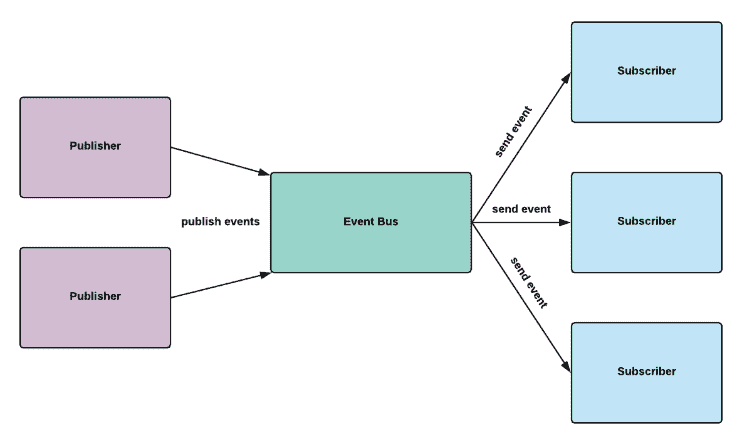 Publisher
Publisher
publish events
Event Bus
send event
send event
send event
Subscriber
Subscriber
Subscriber